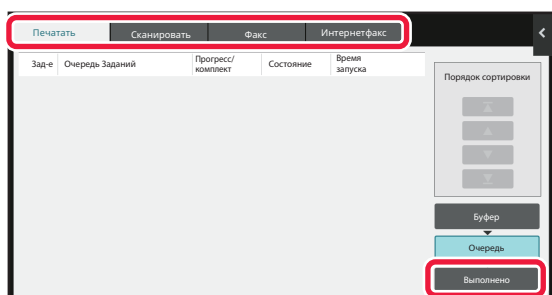 Печатать Сканировать Факс Интернетфакс
Зад-е Очередь Заданий Прогресс/ комплект Состояние Время запуска
Порядок сортировки
Буфер
Очередь
Выполнено